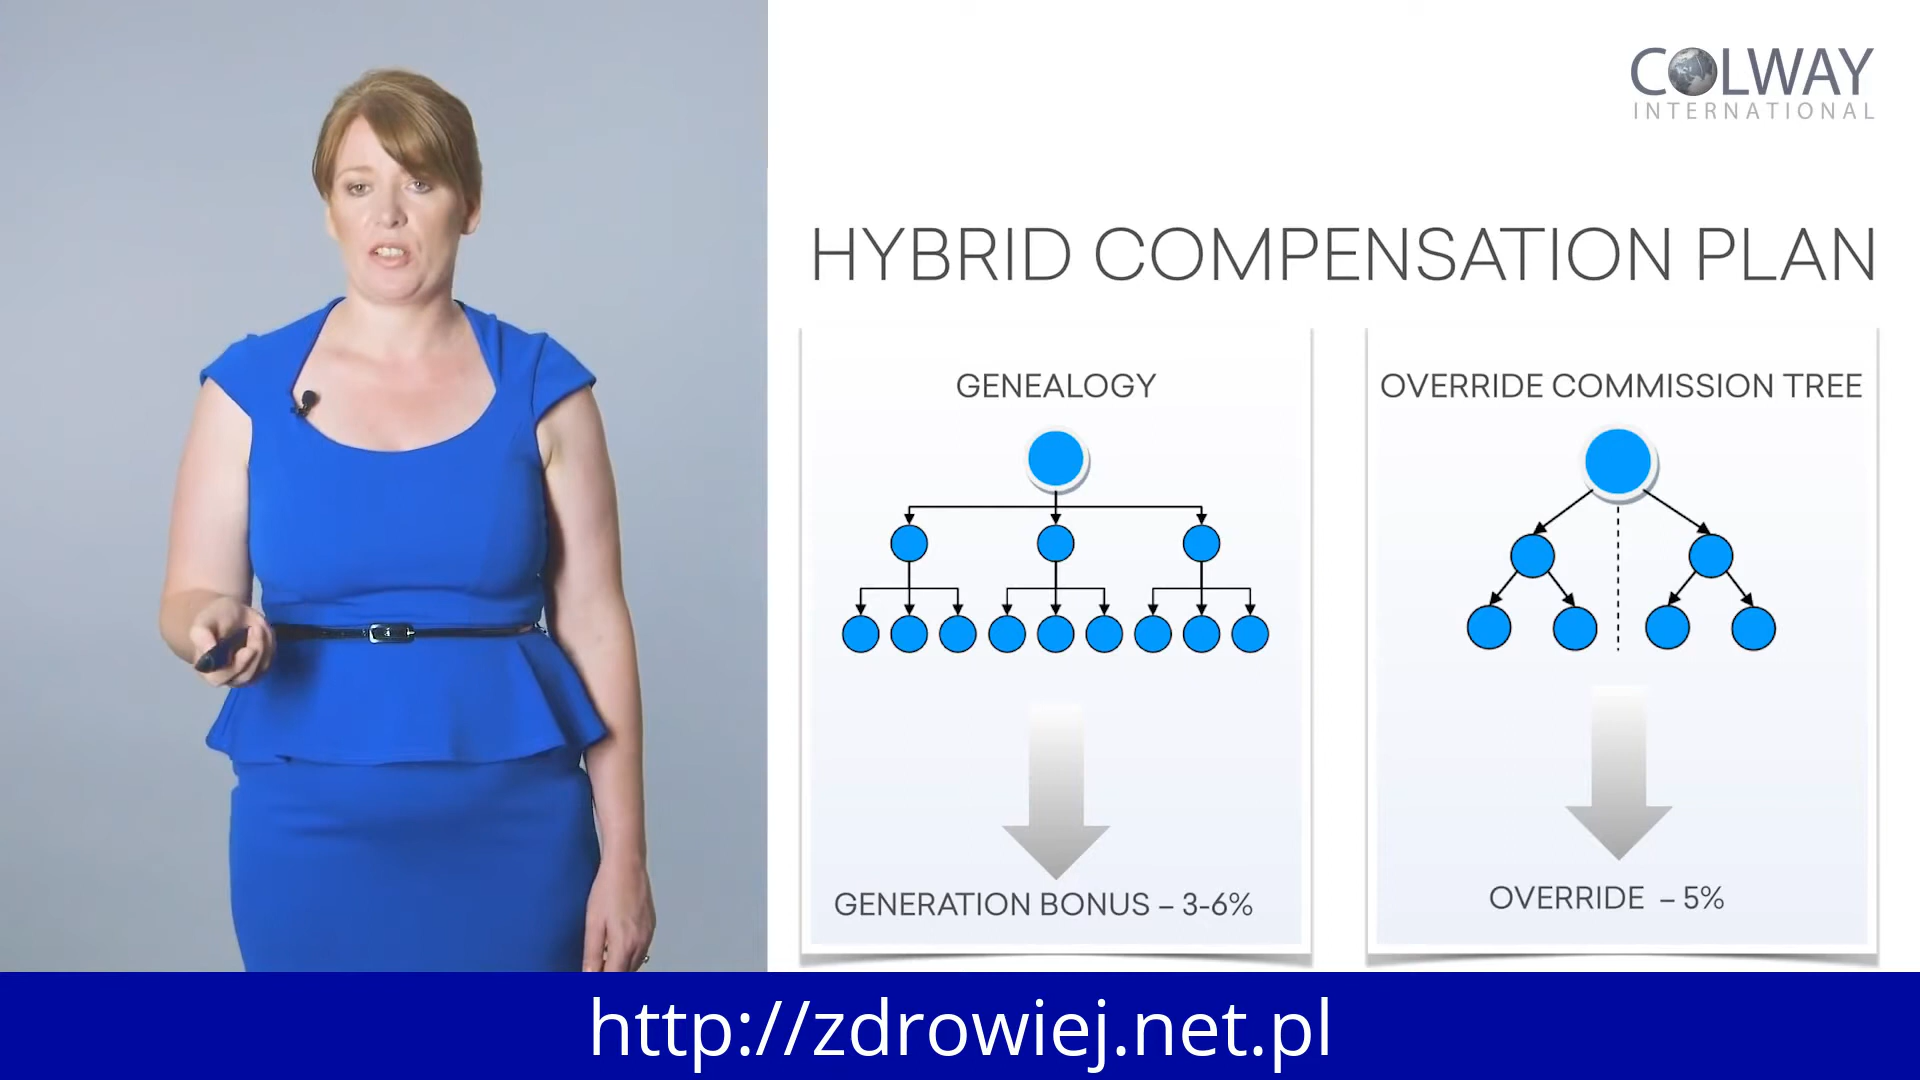 COLWAY
INTERNATIONAL
HYBRID COMPENSATION PLAN
GENEALOGY
GENERATION BONUS – 3-6%
OVERRIDE COMMISSION TREE
OVERRIDE – 5%
http://zdrowiej.net.pl